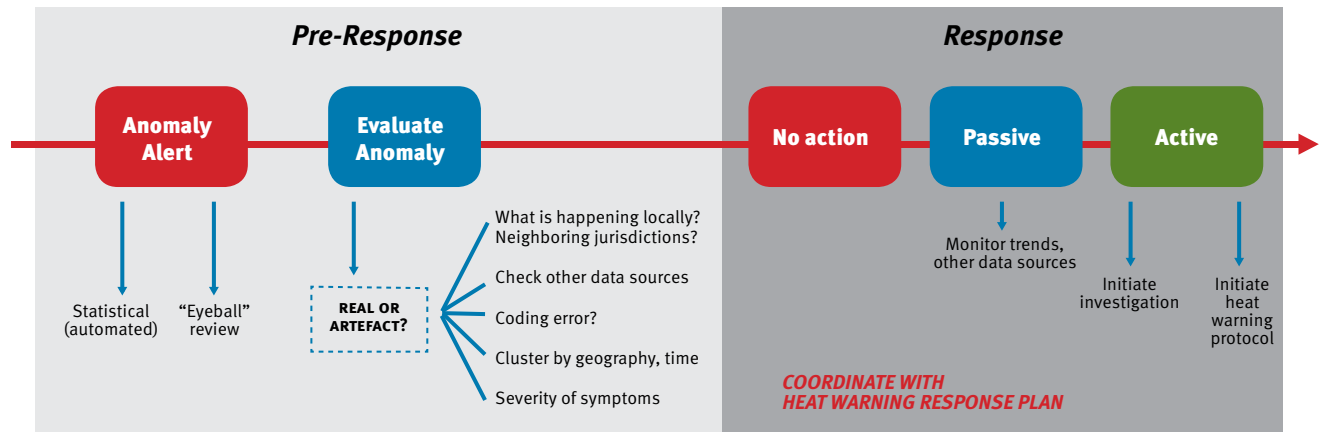 Pre-Response
Response
Anomaly
Alert
Evaluate
Anomaly
No action
Passive
Active
Statistical
(automated)
“Eyeball”
review
REAL OR
ARTEFACT?
What is happening locally?
Neighboring jurisdictions?
Check other data sources
Coding error?
Cluster by geography, time
Severity of symptoms
Monitor trends,
other data sources
Initiate
investigation
Initiate
heat
warning
protocol
COORDINATE WITH
HEAT WARNING RESPONSE PLAN